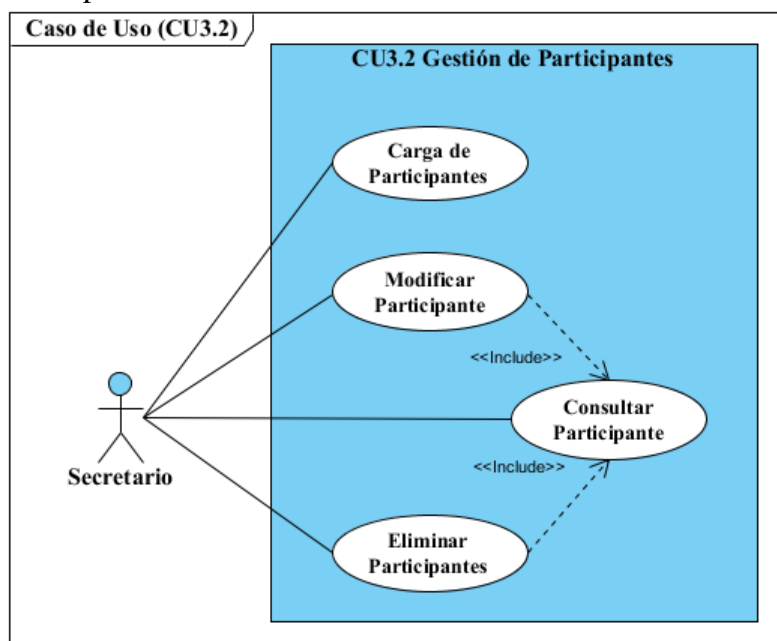 Caso de Uso (CU3.2)
CU3.2 Gestión de Participantes
Carga de
Participantes
Modificar
Participante
<<Include>>
Consultar
Participante
<<Include>>
Secretario
Eliminar
Participantes